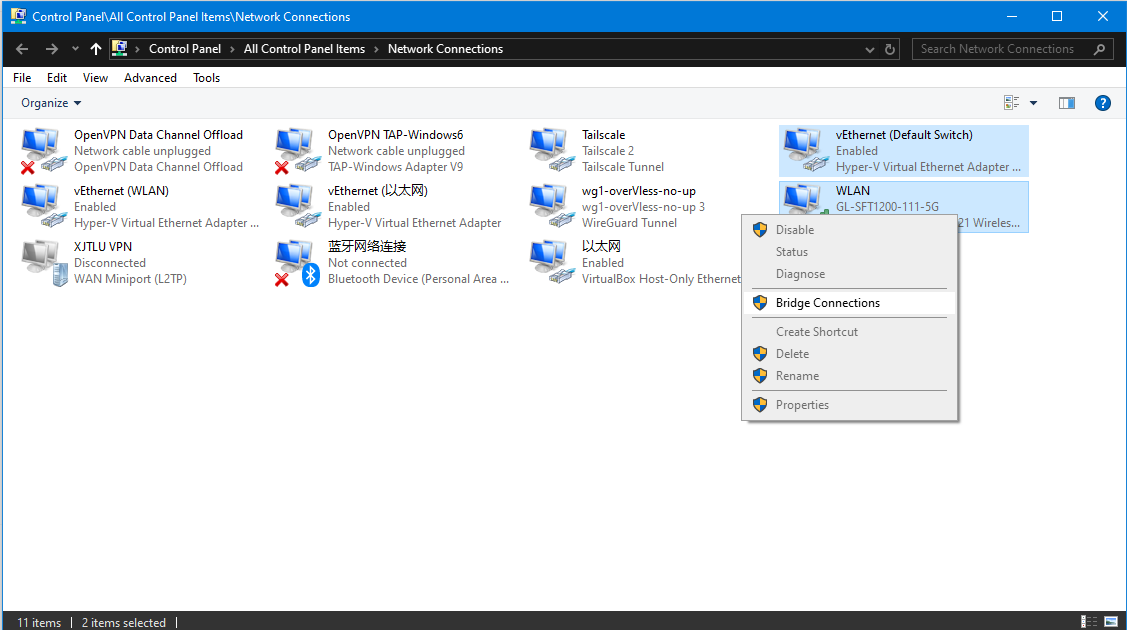 Control Panel\All Control Panel Items\Network Connections
Control Panel > All Control Panel Items > Network Connections
Search Network Connections
File Edit View Advanced Tools
Organize
OpenVPN Data Channel Offload
Network cable unplugged
OpenVPN Data Channel Offload
OpenVPN TAP-Windows6
Network cable unplugged
TAP-Windows Adapter V9
Tailscale
Tailscale 2
Tailscale Tunnel
vEthernet (Default Switch)
Enabled
Hyper-V Virtual Ethernet Adapter ...
vEthernet (WLAN)
Enabled
Hyper-V Virtual Ethernet Adapter ...
vEthernet (以太网)
Enabled
Hyper-V Virtual Ethernet Adapter
wg1-overVless-no-up
wg1-overVless-no-up 3
WireGuard Tunnel
WLAN
GL-SFT1200-111-5G
21 Wireles...
XJTLU VPN
Disconnected
WAN Miniport (L2TP)
蓝牙网络连接
Not connected
Bluetooth Device (Personal Area ...
以太网
Enabled
VirtualBox Host-Only Ethernet
Disable
Status
Diagnose
Bridge Connections
Create Shortcut
Delete
Rename
Properties
11 items
2 items selected